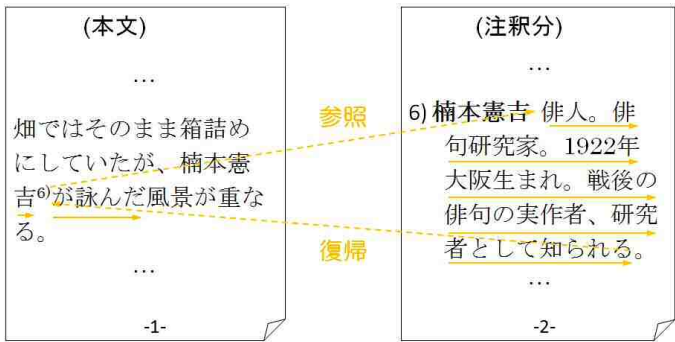 (本文)
…
畑ではそのまま箱詰め
にしていたが、楠本憲
吉6)が詠んだ風景が重な
る。
…
-1-
参照
復帰
(注釈分)
…
6) 楠本憲吉 俳人。俳
句研究家。1922年
大阪生まれ。戦後の
俳句の実作者、研究
者として知られる。
…
-2-